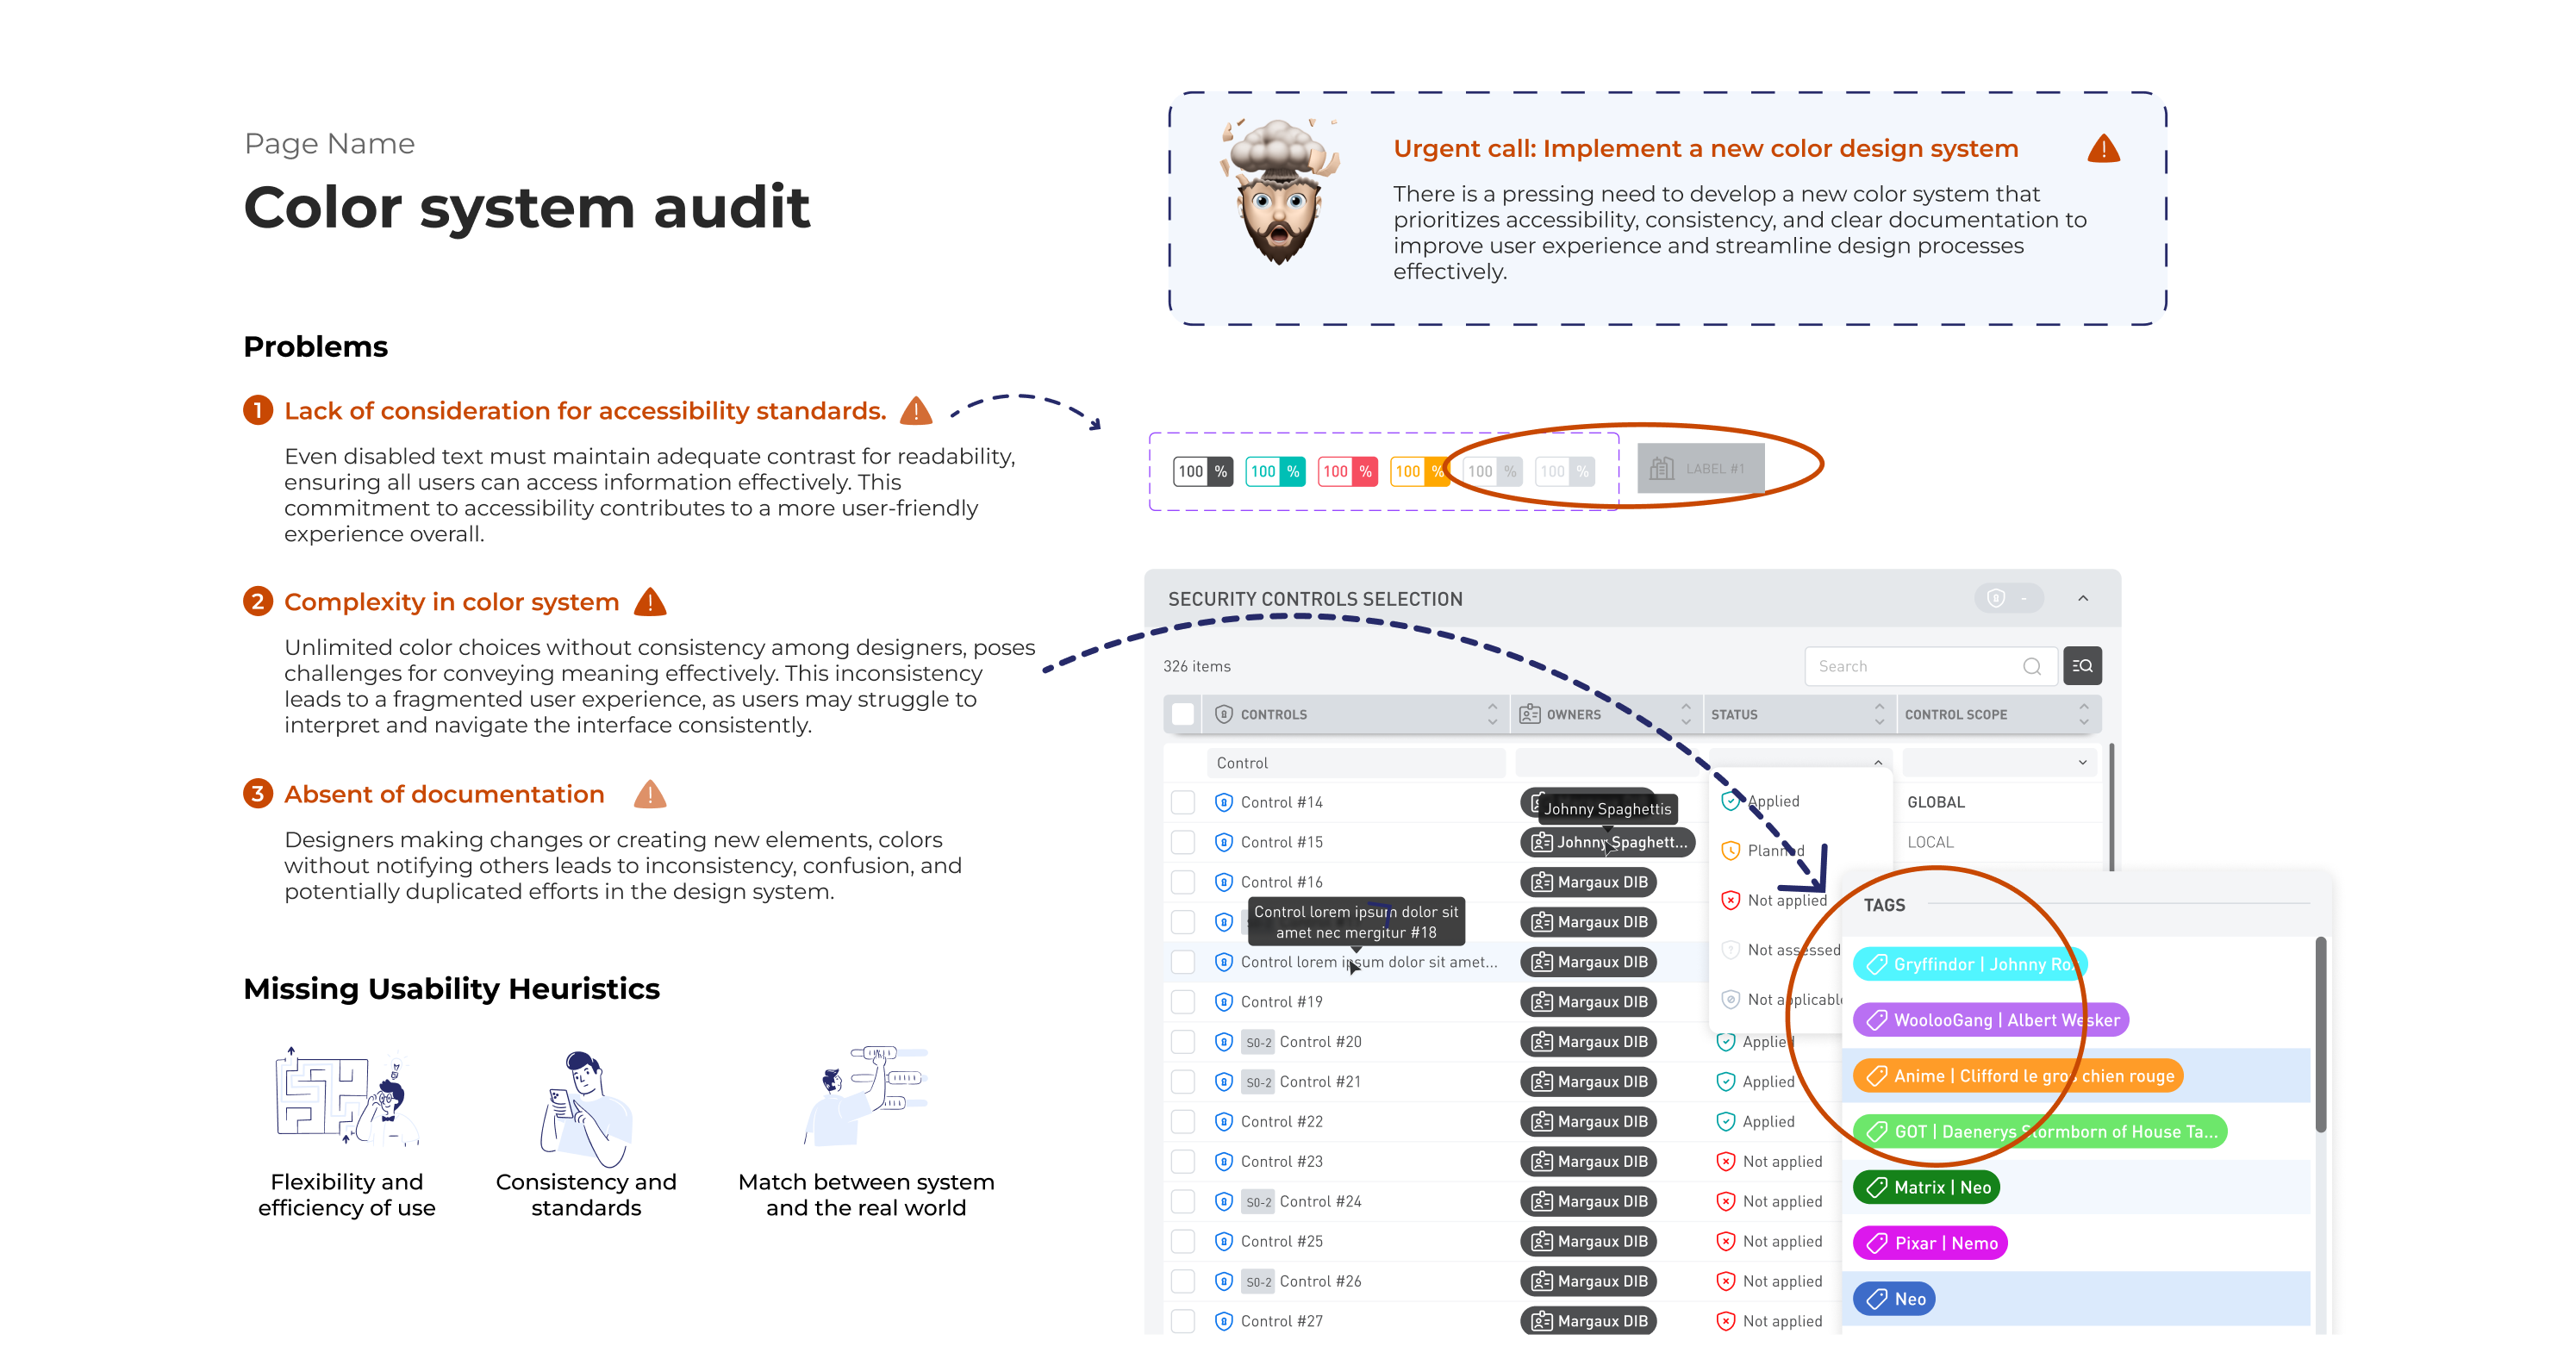 Page Name
Color system audit
Urgent call: Implement a new color design system
There is a pressing need to develop a new color system that
prioritizes accessibility, consistency, and clear documentation to
improve user experience and streamline design processes
effectively.
Problems
1 Lack of consideration for accessibility standards.
Even disabled text must maintain adequate contrast for readability,
ensuring all users can access information effectively. This
commitment to accessibility contributes to a more user-friendly
experience overall.
2 Complexity in color system
Unlimited color choices without consistency among designers, poses
challenges for conveying meaning effectively. This inconsistency
leads to a fragmented user experience, as users may struggle to
interpret and navigate the interface consistently.
3 Absent of documentation
Designers making changes or creating new elements, colors
without notifying others leads to inconsistency, confusion, and
potentially duplicated efforts in the design system.
Missing Usability Heuristics
Flexibility and
efficiency of use
Consistency and
standards
Match between system
and the real world
100 % 100 % 100 % 100 % 100 % 100 % LABEL #1
SECURITY CONTROLS SELECTION -
326 items
Search
CONTROLS OWNERS STATUS CONTROL SCOPE
Control
Control #14 GLOBAL
Johnny Spaghettis
Control #15 Johnny Spaghett... LOCAL
Control #16 Margaux DIB
Control lorem ipsum dolor sit
amet nec mergitur #18
Margaux DIB
Control lorem ipsum dolor sit amet... Margaux DIB
Control #19 Margaux DIB
S0-2 Control #20 Margaux DIB Applied
S0-2 Control #21 Margaux DIB Applied
Control #22 Margaux DIB Applied
Control #23 Margaux DIB Not applied
S0-2 Control #24 Margaux DIB Not applied
Control #25 Margaux DIB Not applied
S0-2 Control #26 Margaux DIB Not applied
Control #27 Margaux DIB Not applied
Applied
Planned
Not applied
Not assessed
Not applicable
TAGS
Gryffindor | Johnny Rox
WoolooGang | Albert Wesker
Anime | Clifford le gros chien rouge
GOT | Daenerys Stormborn of House Ta...
Matrix | Neo
Pixar | Nemo
Neo